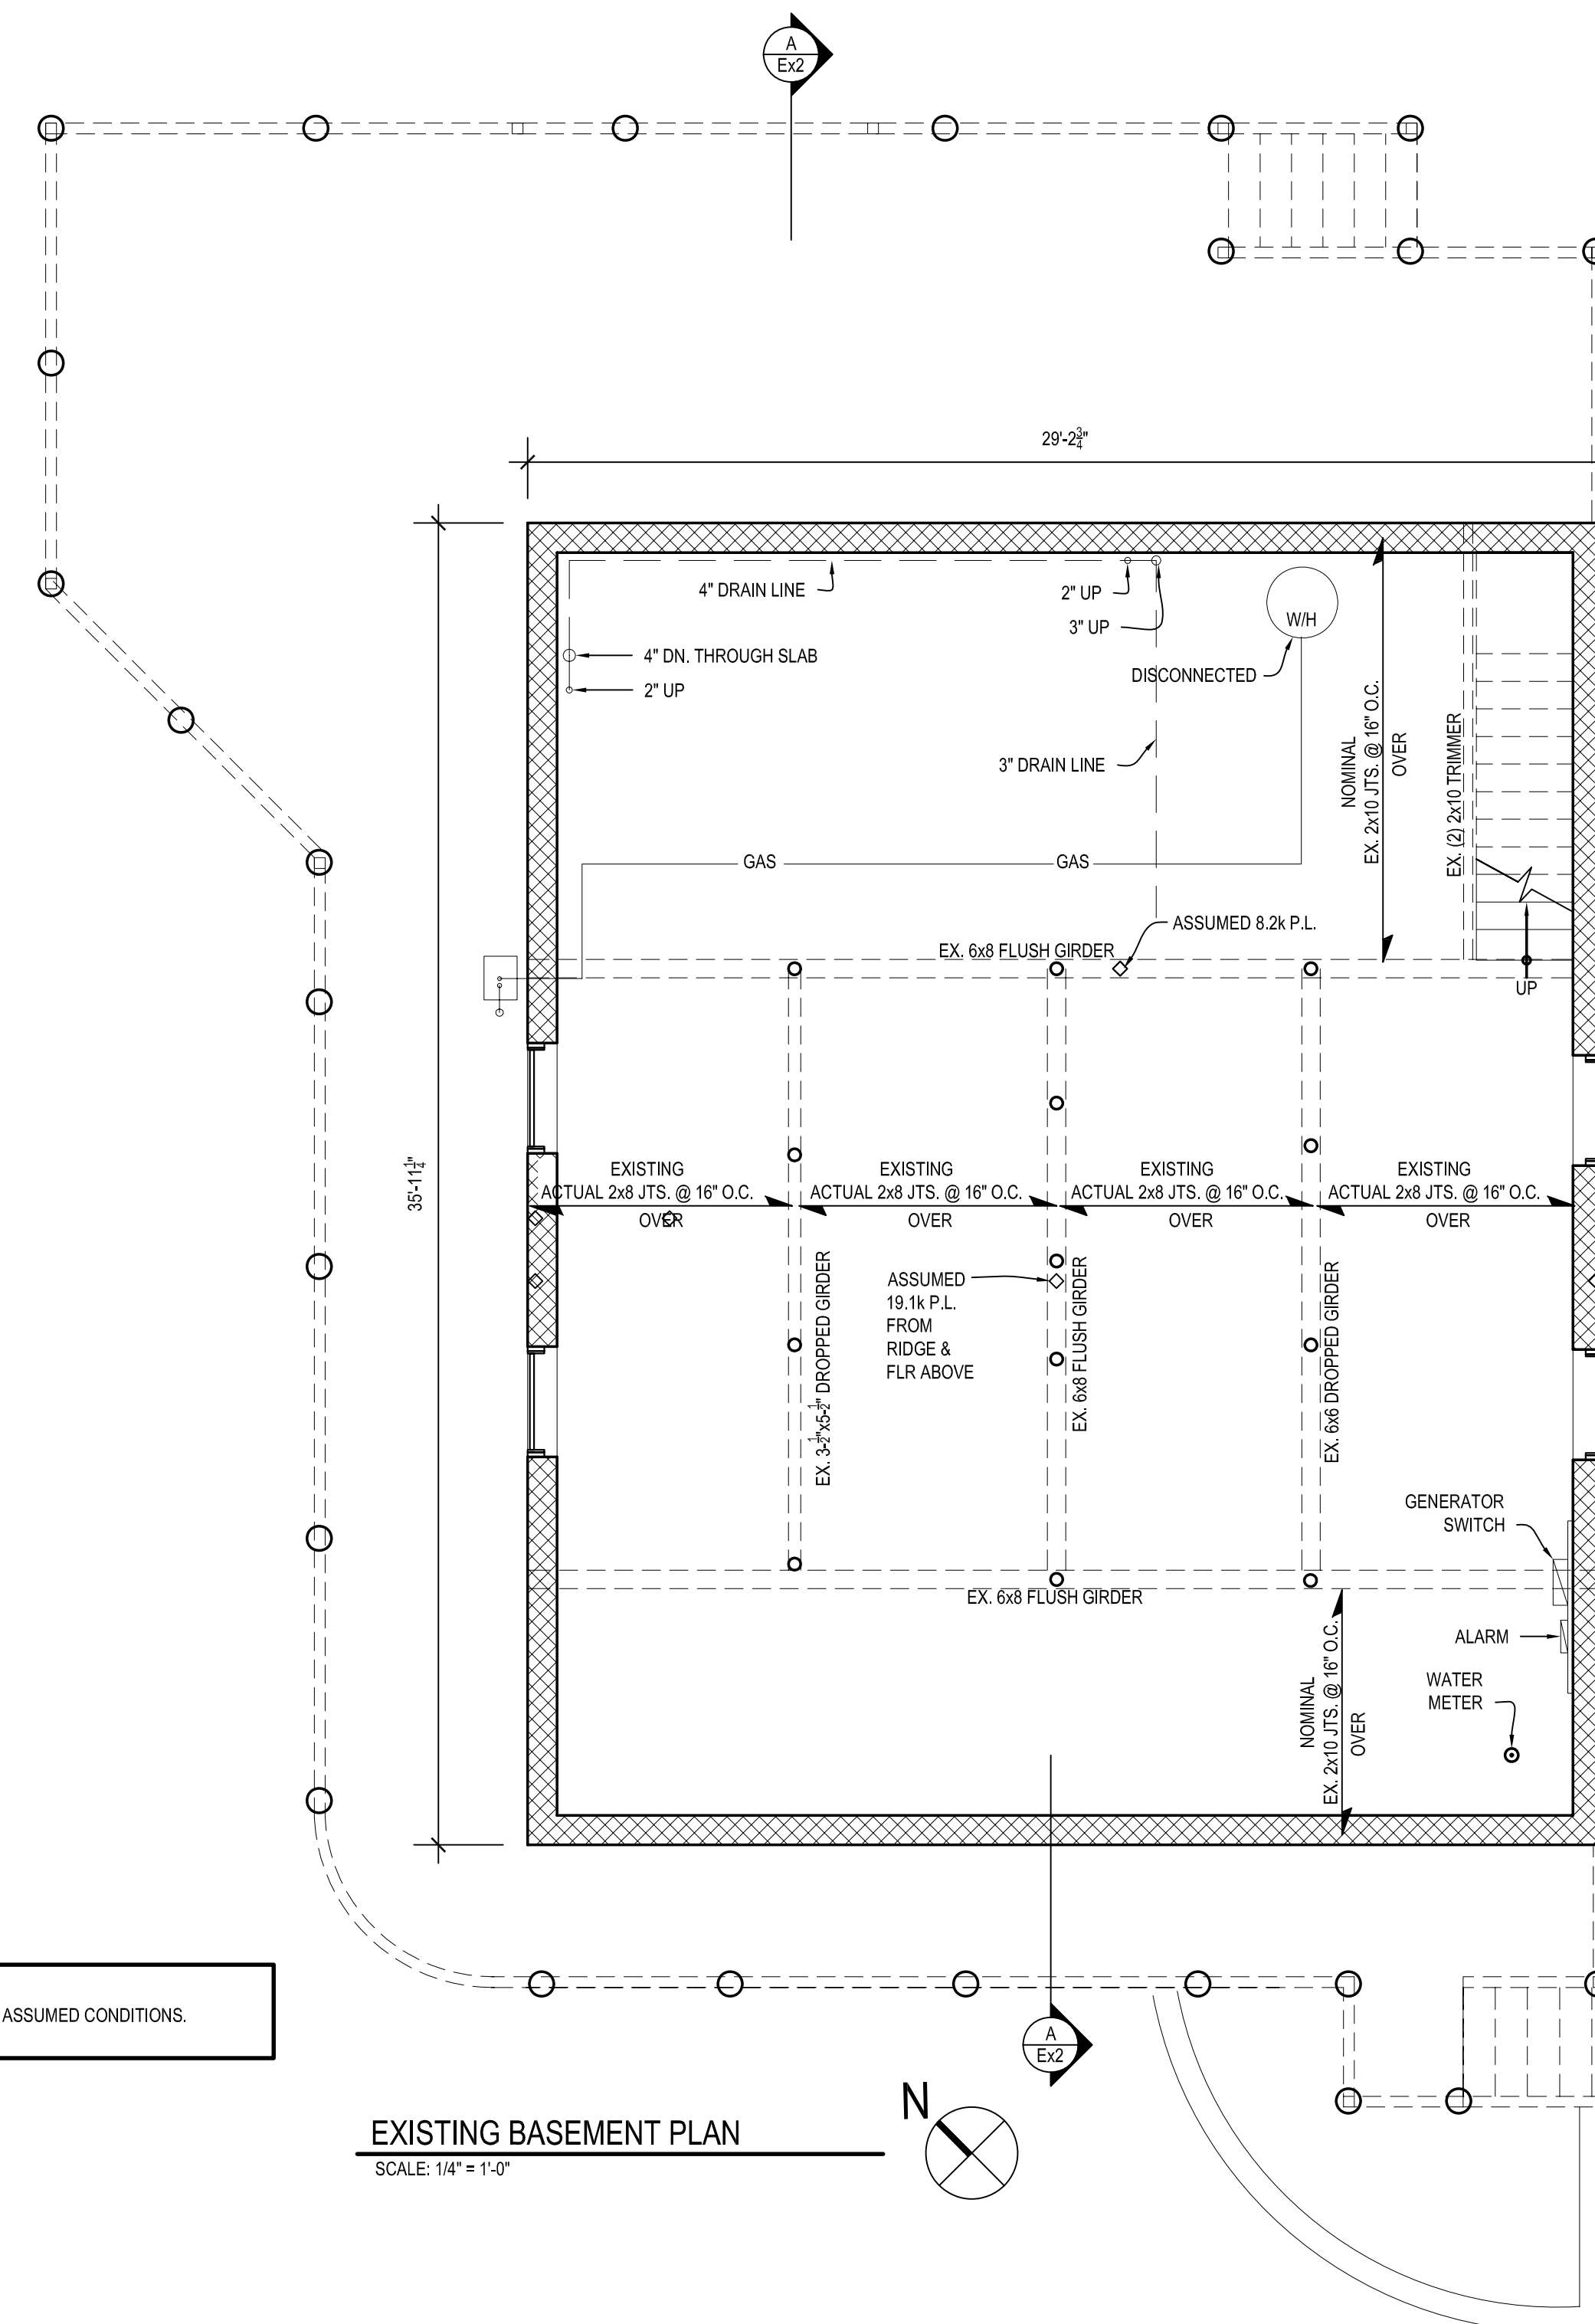 A
Ex2
29'-2 3/4"
4" DRAIN LINE
2" UP
3" UP
W/H
4" DN. THROUGH SLAB
2" UP
DISCONNECTED
3" DRAIN LINE
NOMINAL
EX. 2x10 JTS. @ 16" O.C.
OVER
EX. (2) 2x10 TRIMMER
GAS
GAS
ASSUMED 8.2k P.L.
EX. 6x8 FLUSH GIRDER
UP
35'-11 1/4"
EXISTING
ACTUAL 2x8 JTS. @ 16" O.C.
OVER
EXISTING
ACTUAL 2x8 JTS. @ 16" O.C.
OVER
EXISTING
ACTUAL 2x8 JTS. @ 16" O.C.
OVER
EXISTING
ACTUAL 2x8 JTS. @ 16" O.C.
OVER
EX. 3-1/2"x5-1/2" DROPPED GIRDER
ASSUMED
19.1k P.L.
FROM
RIDGE &
FLR ABOVE
EX. 6x8 FLUSH GIRDER
EX. 6x6 DROPPED GIRDER
GENERATOR
SWITCH
EX. 6x8 FLUSH GIRDER
ALARM
WATER
METER
NOMINAL
EX. 2x10 JTS. @ 16" O.C.
OVER
ASSUMED CONDITIONS.
A
Ex2
N
EXISTING BASEMENT PLAN
SCALE: 1/4" = 1'-0"